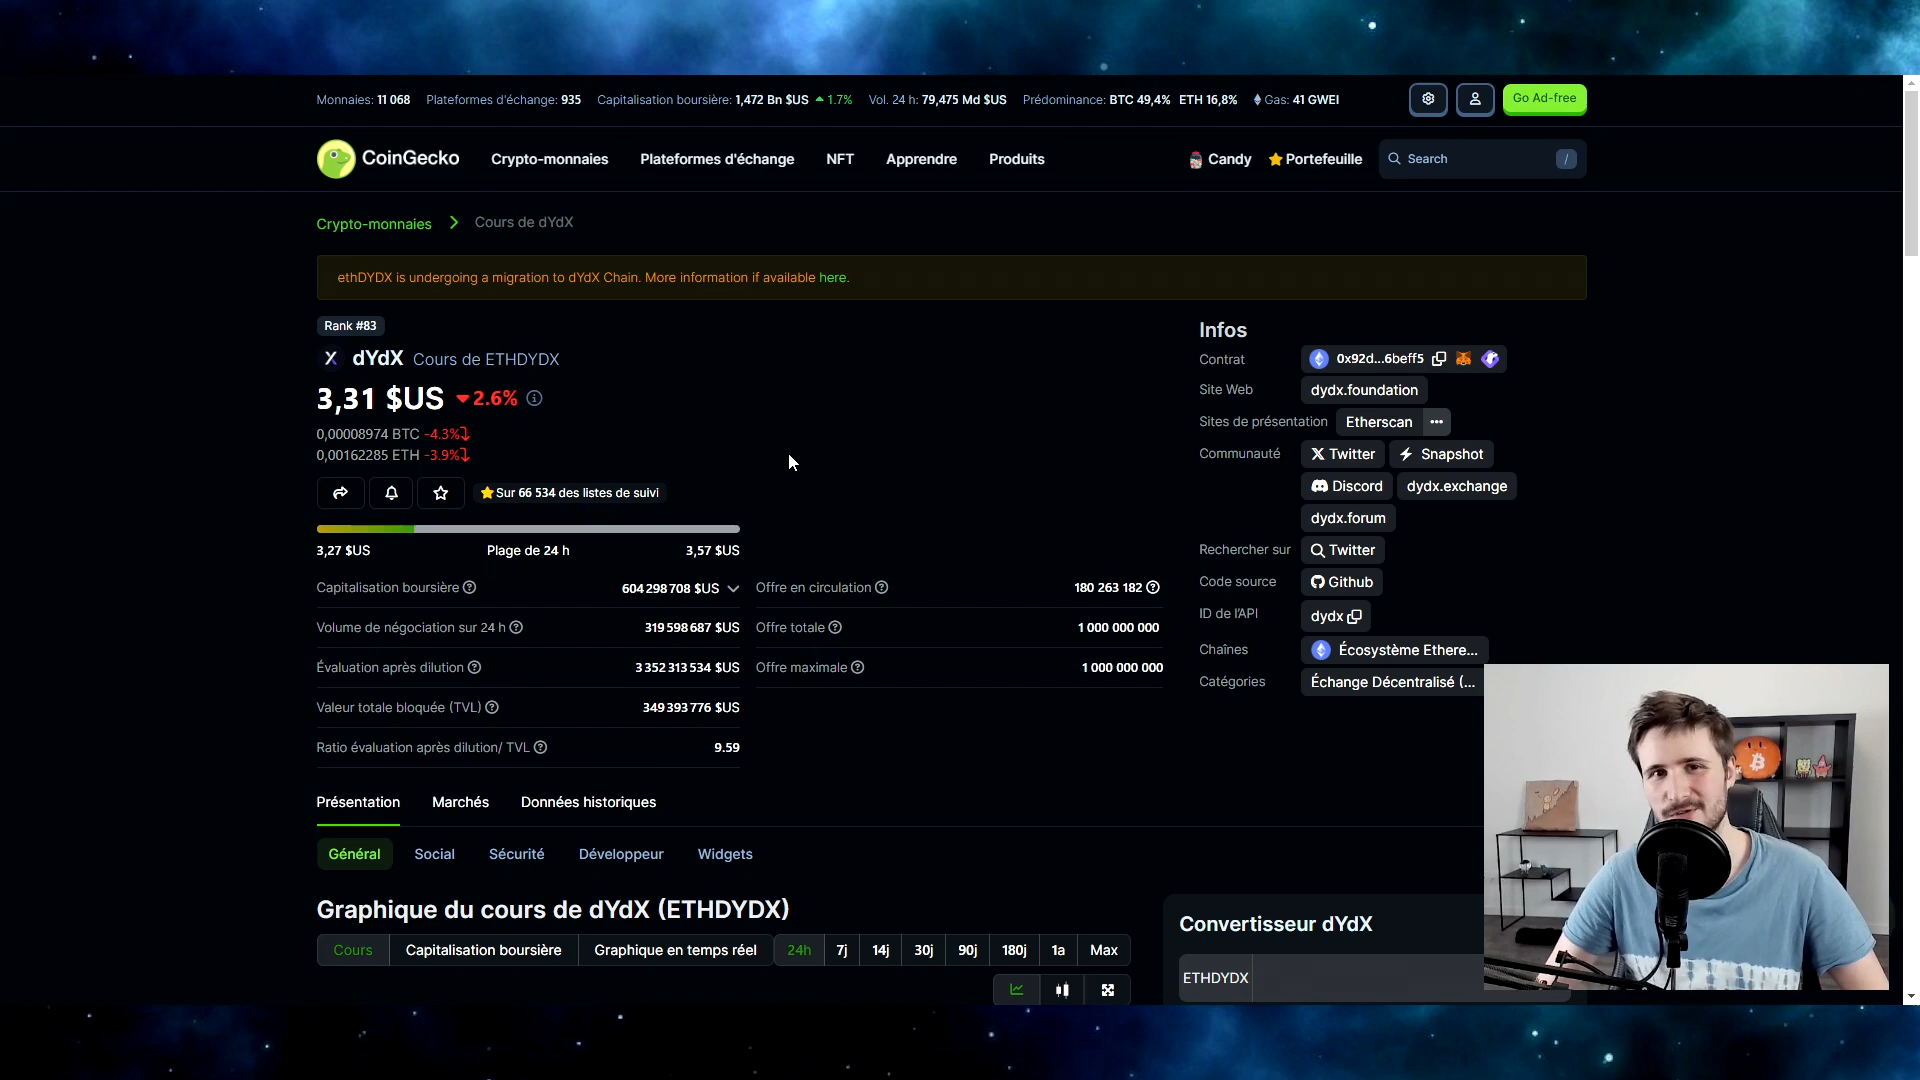 Monnaies: 11 068 Plateformes d'échange: 935 Capitalisation boursière: 1,472 Bn $US 1.7% Vol. 24 h: 79,475 Md $US Prédominance: BTC 49,4% ETH 16,8% Gas: 41 GWEI Go Ad-free
CoinGecko Crypto-monnaies Plateformes d'échange NFT Apprendre Produits Candy Portefeuille Search /
Crypto-monnaies Cours de dYdX
ethDYDX is undergoing a migration to dYdX Chain. More information if available here.
Rank #83
dYdX Cours de ETHDYDX
3,31 $US 2.6%
0,00008974 BTC -4.3%
0,00162285 ETH -3.9%
Sur 66 534 des listes de suivi
3,27 $US Plage de 24 h 3,57 $US
Capitalisation boursière 604 298 708 $US
Volume de négociation sur 24 h 319 598 687 $US
Évaluation après dilution 3 352 313 534 $US
Valeur totale bloquée (TVL) 349 393 776 $US
Ratio évaluation après dilution/ TVL 9.59
Offre en circulation 180 263 182
Offre totale 1 000 000 000
Offre maximale 1 000 000 000
Infos
Contrat 0x92d...6beff5
Site Web dydx.foundation
Sites de présentation Etherscan
Communauté Twitter Snapshot
Discord dydx.exchange
dydx.forum
Rechercher sur Twitter
Code source Github
ID de l'API dydx
Chaînes Écosystème Ethere...
Catégories Échange Décentralisé (...
Présentation Marchés Données historiques
Général Social Sécurité Développeur Widgets
Graphique du cours de dYdX (ETHDYDX)
Cours Capitalisation boursière Graphique en temps réel 24h 7j 14j 30j 90j 180j 1a Max
Convertisseur dYdX
ETHDYDX